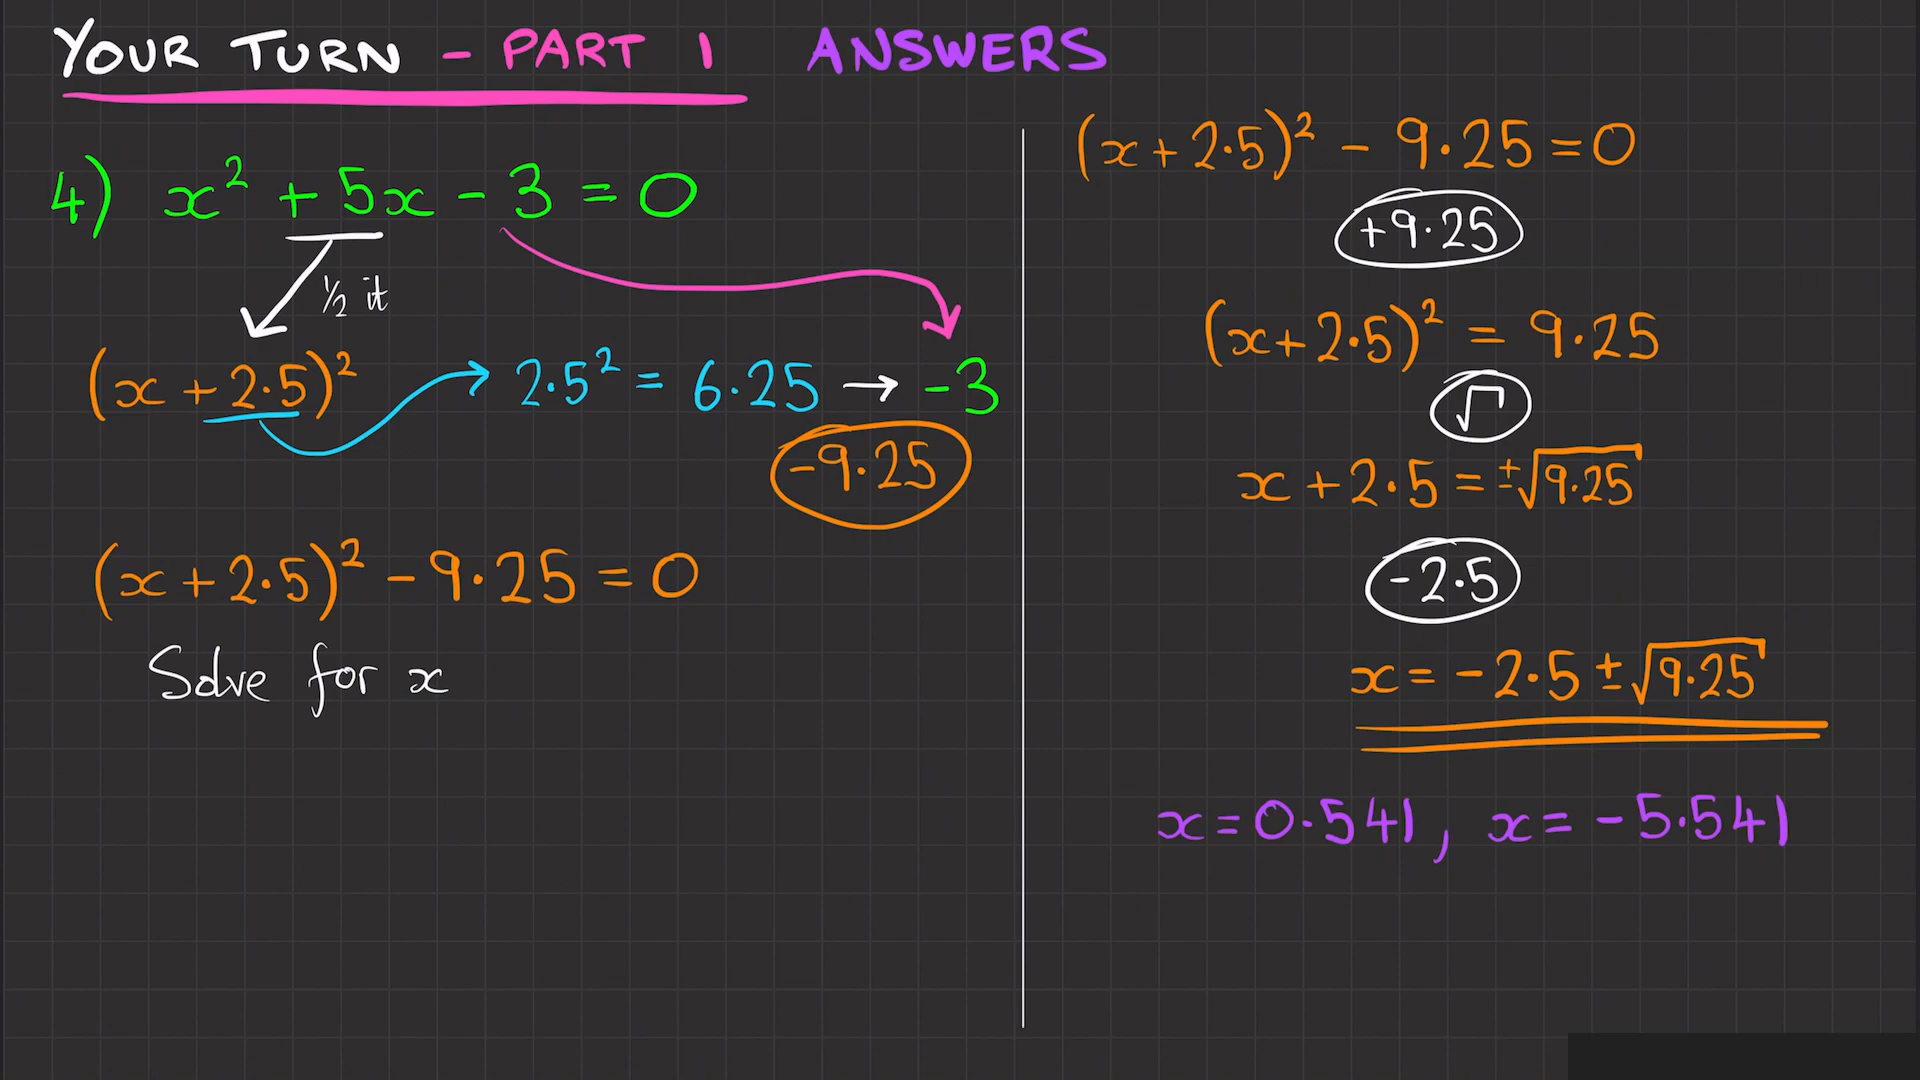 YOUR TURN - PART 1 ANSWERS
4) x² + 5x - 3 = 0
½ it
(x + 2.5)² → 2.5² = 6.25 → -3
-9.25
(x + 2.5)² - 9.25 = 0
Solve for x
(x + 2.5)² - 9.25 = 0
+9.25
(x + 2.5)² = 9.25
√
x + 2.5 = ±√9.25
-2.5
x = -2.5 ± √9.25
x = 0.541, x = -5.541